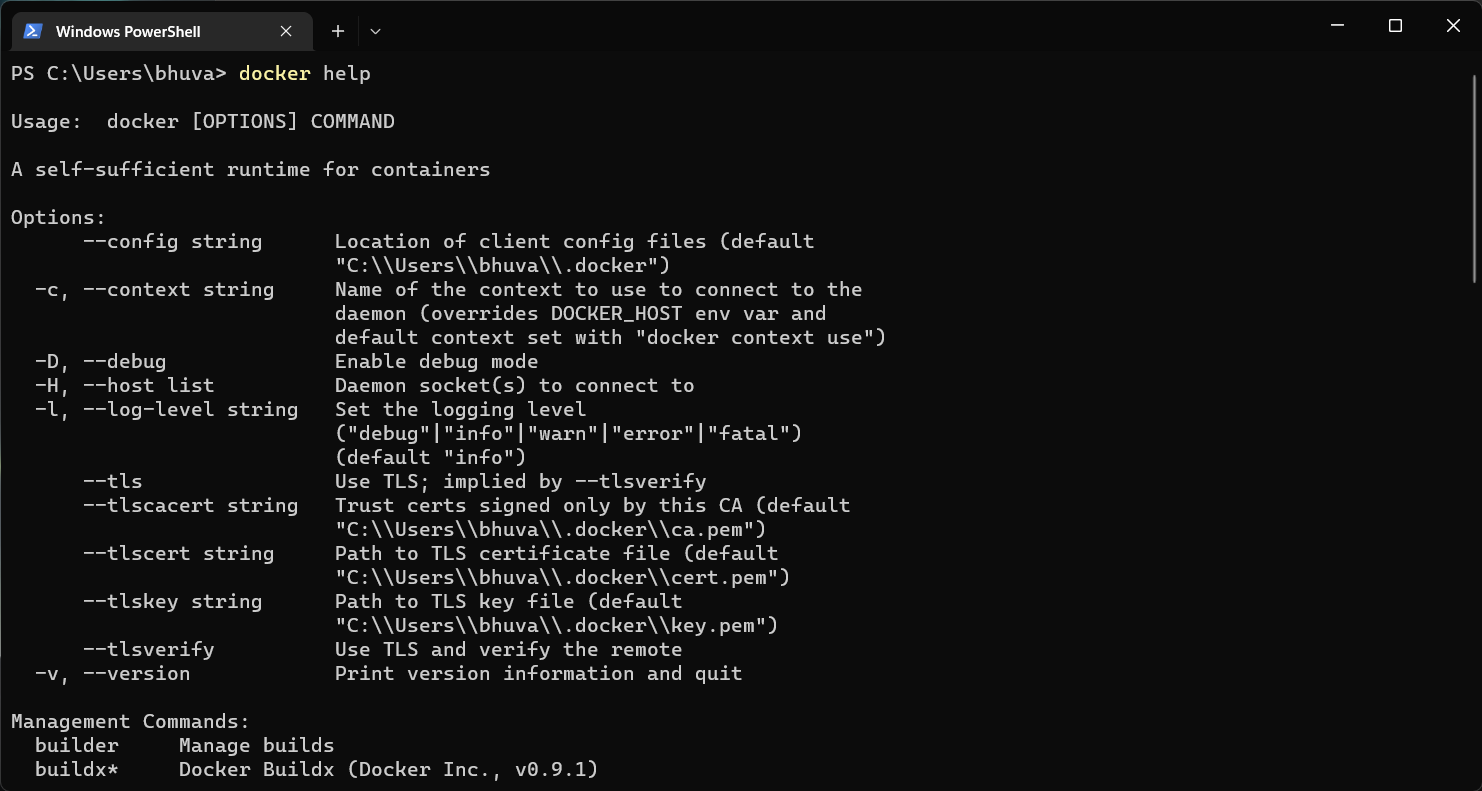 Windows PowerShell
PS C:\Users\bhuva> docker help
Usage:  docker [OPTIONS] COMMAND
A self-sufficient runtime for containers
Options:
      --config string      Location of client config files (default
                           "C:\\Users\\bhuva\\.docker")
  -c, --context string     Name of the context to use to connect to the
                           daemon (overrides DOCKER_HOST env var and
                           default context set with "docker context use")
  -D, --debug              Enable debug mode
  -H, --host list          Daemon socket(s) to connect to
  -l, --log-level string   Set the logging level
                           ("debug"|"info"|"warn"|"error"|"fatal")
                           (default "info")
      --tls                Use TLS; implied by --tlsverify
      --tlscacert string   Trust certs signed only by this CA (default
                           "C:\\Users\\bhuva\\.docker\\ca.pem")
      --tlscert string     Path to TLS certificate file (default
                           "C:\\Users\\bhuva\\.docker\\cert.pem")
      --tlskey string      Path to TLS key file (default
                           "C:\\Users\\bhuva\\.docker\\key.pem")
      --tlsverify          Use TLS and verify the remote
  -v, --version            Print version information and quit
Management Commands:
  builder     Manage builds
  buildx*     Docker Buildx (Docker Inc., v0.9.1)